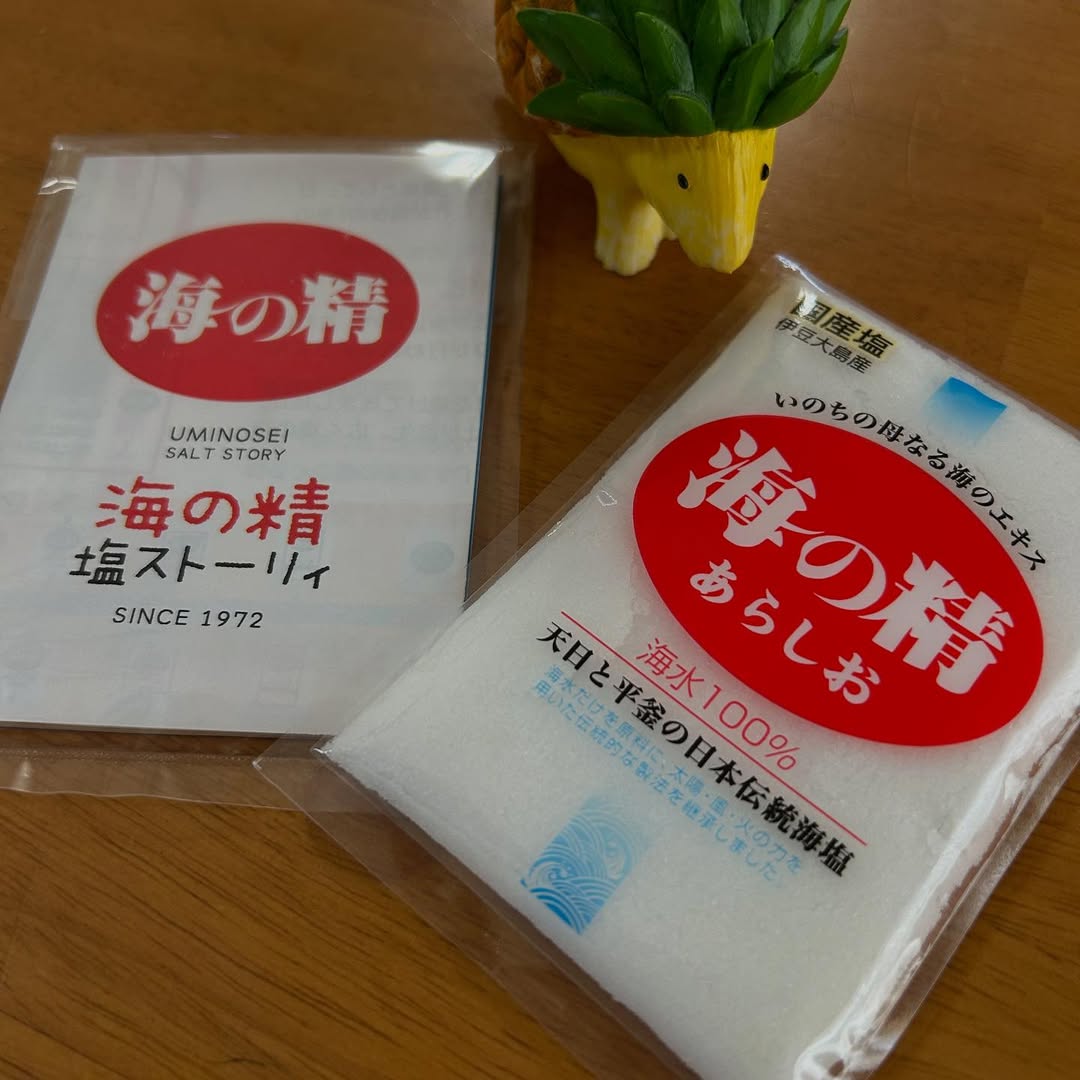 海の精
UMINOSEI
SALT STORY
海の精
塩ストーリィ
SINCE 1972
国産塩
伊豆大島産
いのちの母なる海のエキス
海の精
あらしお
海水100%
天日と平釜の日本伝統海塩
海水だけを原料に、太陽・風・火の力を
用いた伝統的な製法を継承しました。